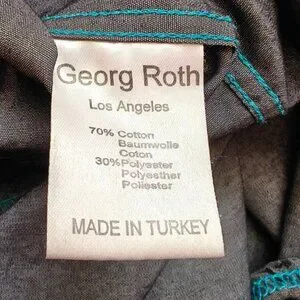 Georg Roth
Los Angeles
70% Cotton
Baumwolle
Coton
30%Polyester
Polyesther
Poliester
MADE IN TURKEY